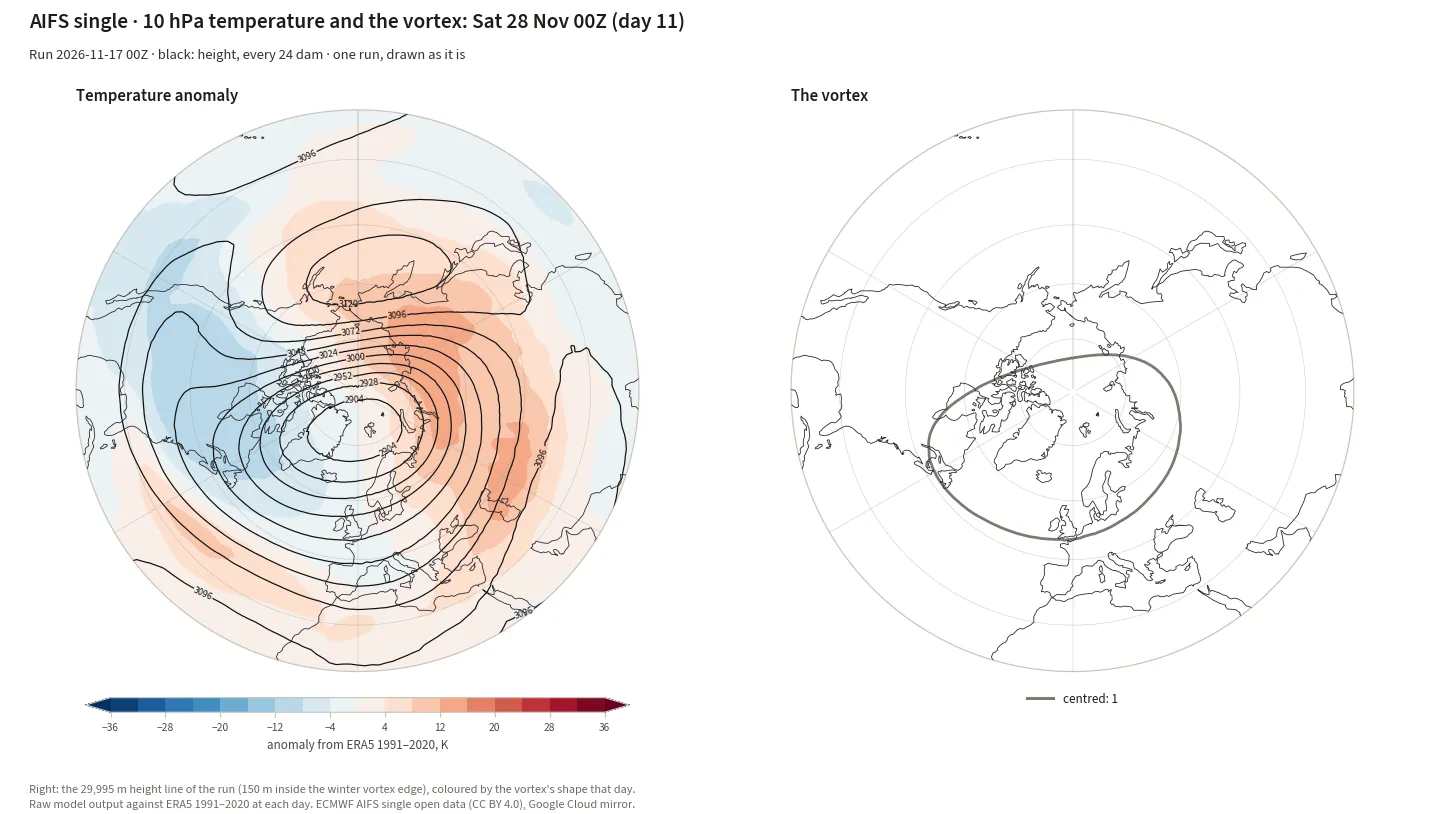 AIFS single · 10 hPa temperature and the vortex: Sat 28 Nov 00Z (day 11)
Run 2026-11-17 00Z · black: height, every 24 dam · one run, drawn as it is
Temperature anomaly
The vortex
3096
3120
3096
3072
3048
3024
3000
2952
2928
2904
3096
3096
3096
centred: 1
−36 −28 −20 −12 −4 4 12 20 28 36
anomaly from ERA5 1991–2020, K
Right: the 29,995 m height line of the run (150 m inside the winter vortex edge), coloured by the vortex's shape that day.
Raw model output against ERA5 1991–2020 at each day. ECMWF AIFS single open data (CC BY 4.0), Google Cloud mirror.